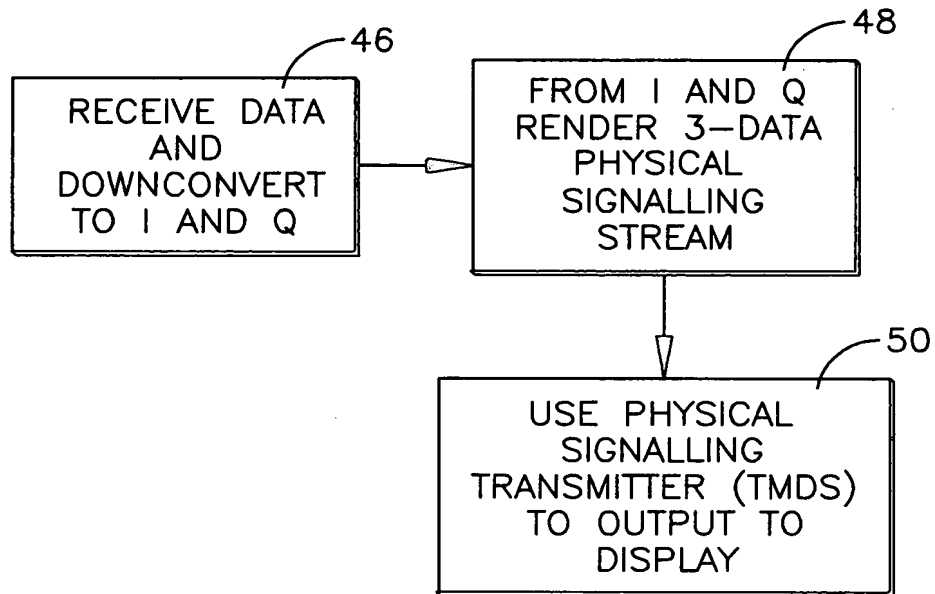 46
RECEIVE DATA
AND
DOWNCONVERT
TO I AND Q
48
FROM I AND Q
RENDER 3-DATA
PHYSICAL
SIGNALLING
STREAM
50
USE PHYSICAL
SIGNALLING
TRANSMITTER (TMDS)
TO OUTPUT TO
DISPLAY